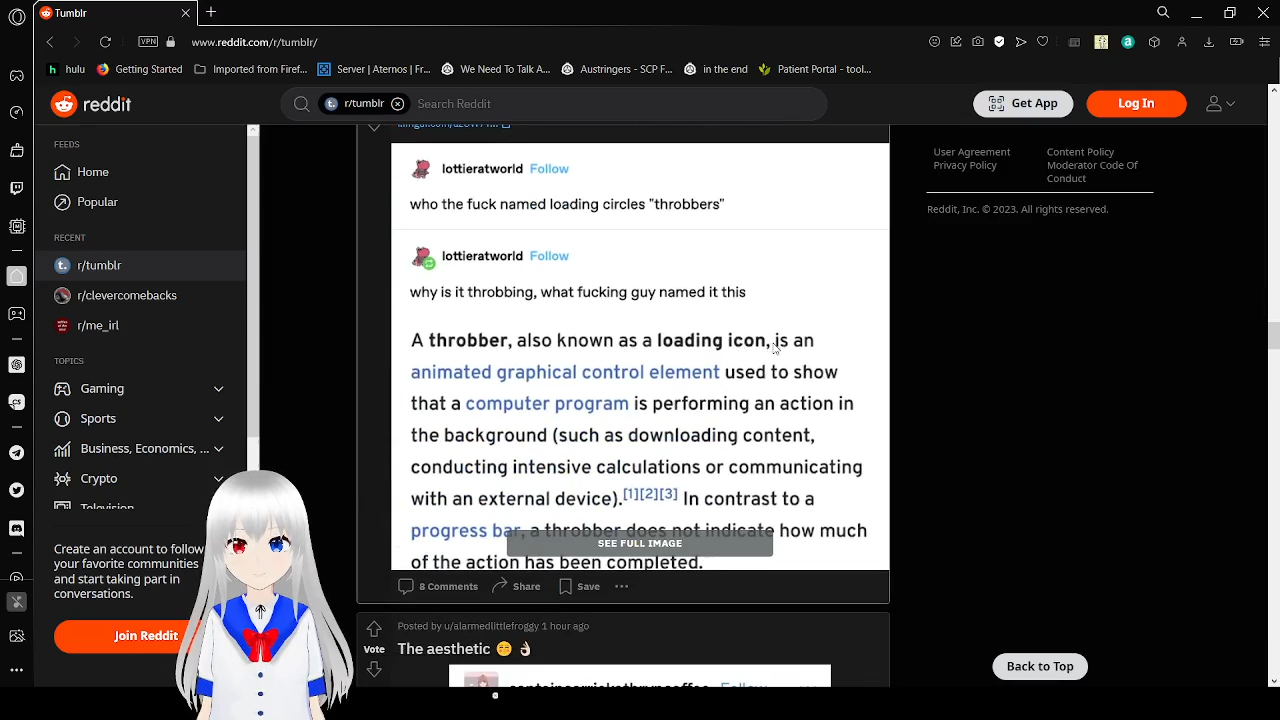 Tumblr
VPN
www.reddit.com/r/tumblr/
hulu
Getting Started
Imported from Firef...
Server | Aternos | Fr...
We Need To Talk A...
Austringers - SCP F...
in the end
Patient Portal - tool...
reddit
r/tumblr
Search Reddit
Get App
Log In
FEEDS
Home
Popular
RECENT
r/tumblr
r/clevercomebacks
r/me_irl
TOPICS
Gaming
Sports
Business, Economics, ...
Crypto
Television
Create an account to follow
your favorite communities
and start taking part in
conversations.
Join Reddit
lottieratworld Follow
who the fuck named loading circles "throbbers"
lottieratworld Follow
why is it throbbing, what fucking guy named it this
A throbber, also known as a loading icon, is an
animated graphical control element used to show
that a computer program is performing an action in
the background (such as downloading content,
conducting intensive calculations or communicating
with an external device).[1][2][3] In contrast to a
progress bar, a throbber does not indicate how much
of the action has been completed.
SEE FULL IMAGE
8 Comments
Share
Save
Posted by u/alarmedlittlefroggy 1 hour ago
Vote
The aesthetic 😊 👌🏻
Follow
User Agreement
Privacy Policy
Content Policy
Moderator Code Of
Conduct
Reddit, Inc. © 2023. All rights reserved.
Back to Top